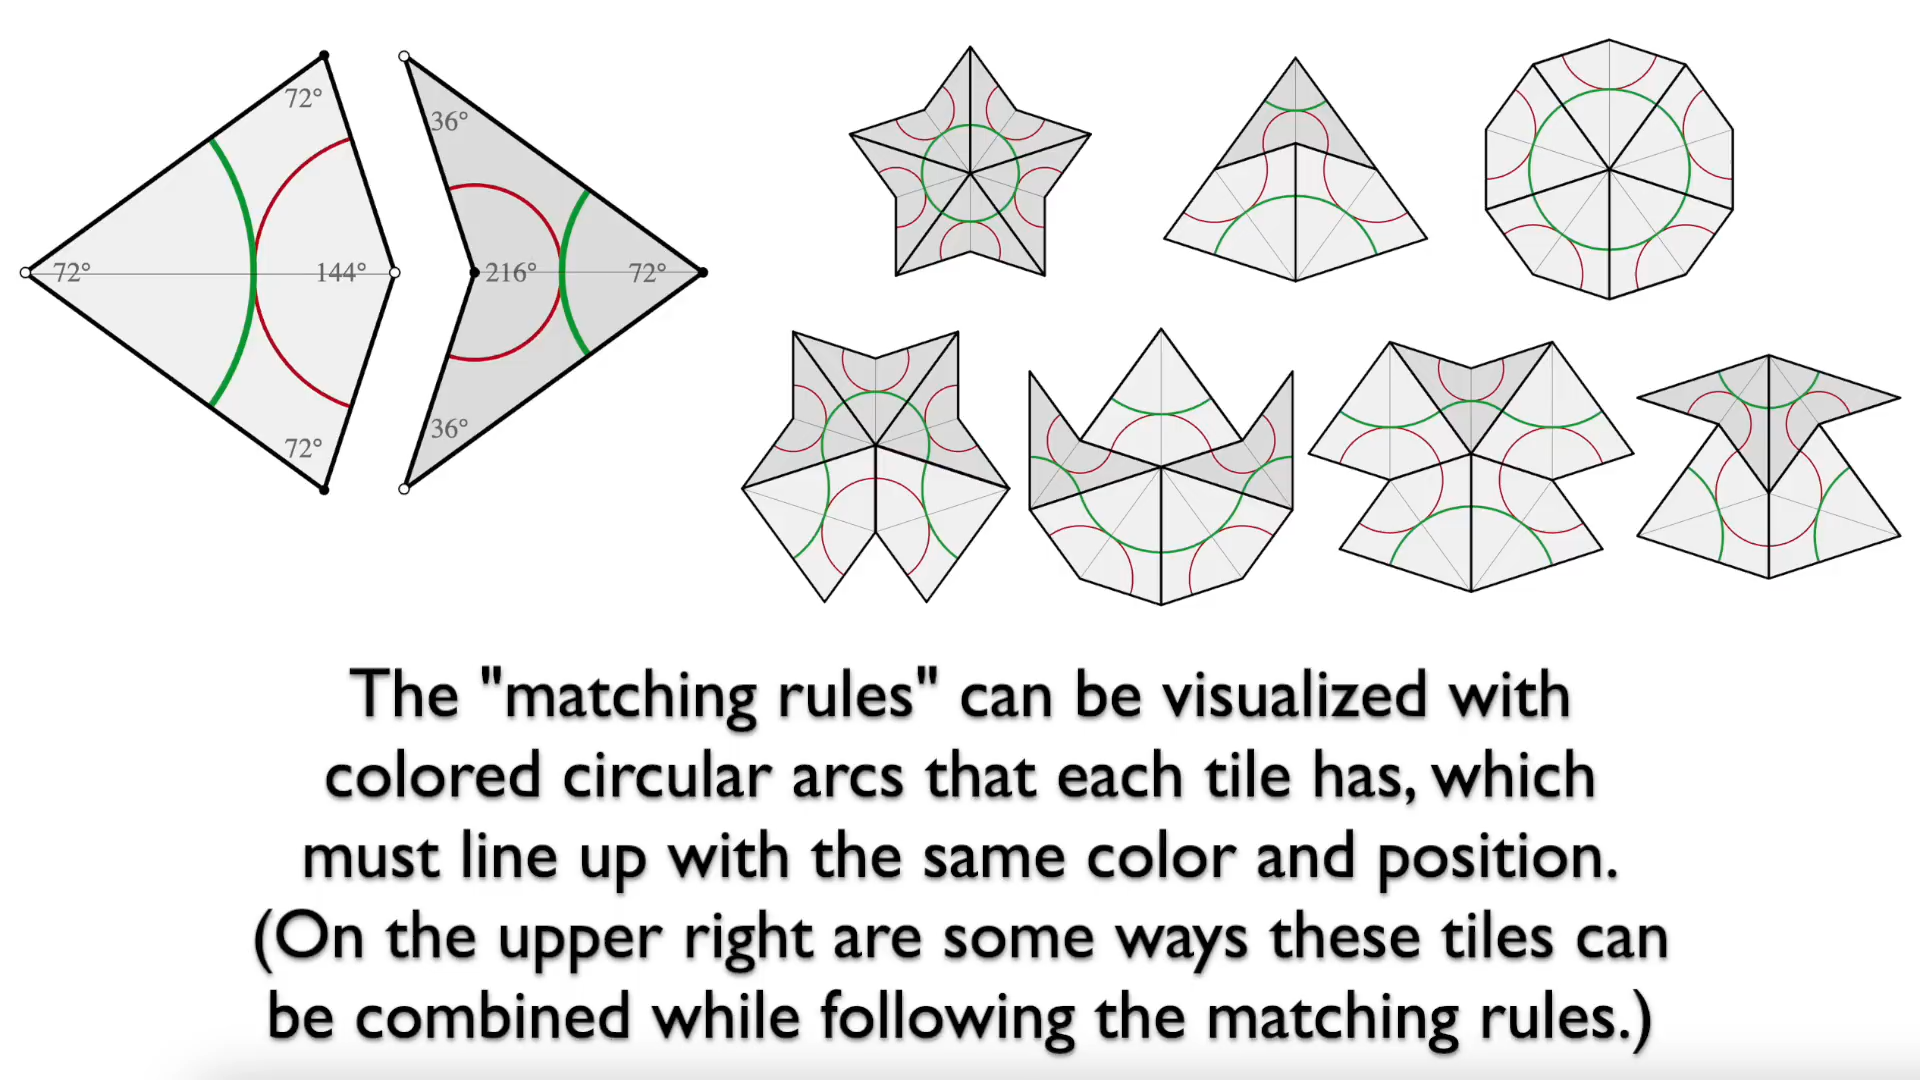 72°
72°
144°
72°
36°
216°
72°
36°
The "matching rules" can be visualized with
colored circular arcs that each tile has, which
must line up with the same color and position.
(On the upper right are some ways these tiles can
be combined while following the matching rules.)